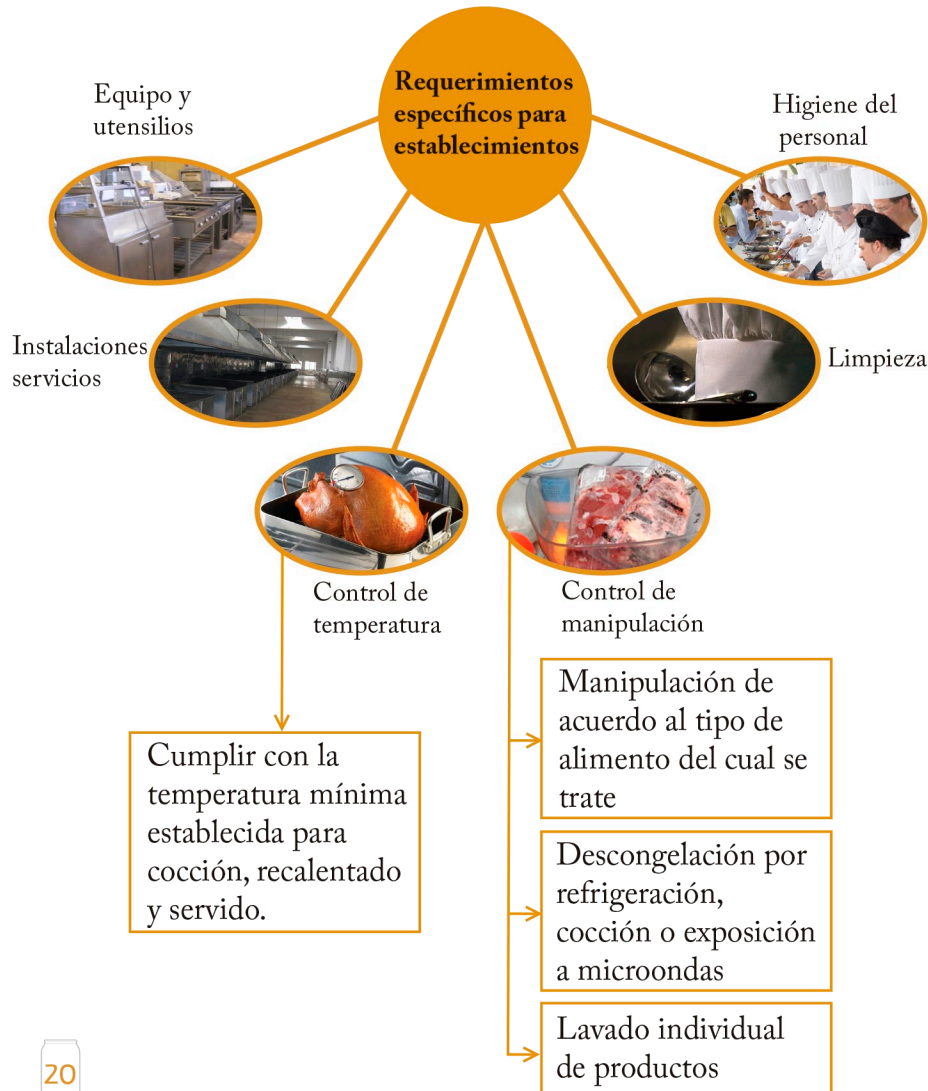 Requerimientos
específicos para
establecimientos
Equipo y
utensilios
Higiene del
personal
Instalaciones
servicios
Limpieza
Control de
temperatura
Control de
manipulación
Cumplir con la
temperatura mínima
establecida para
cocción, recalentado
y servido.
Manipulación de
acuerdo al tipo de
alimento del cual se
trate
Descongelación por
refrigeración,
cocción o exposición
a microondas
Lavado individual
de productos
20